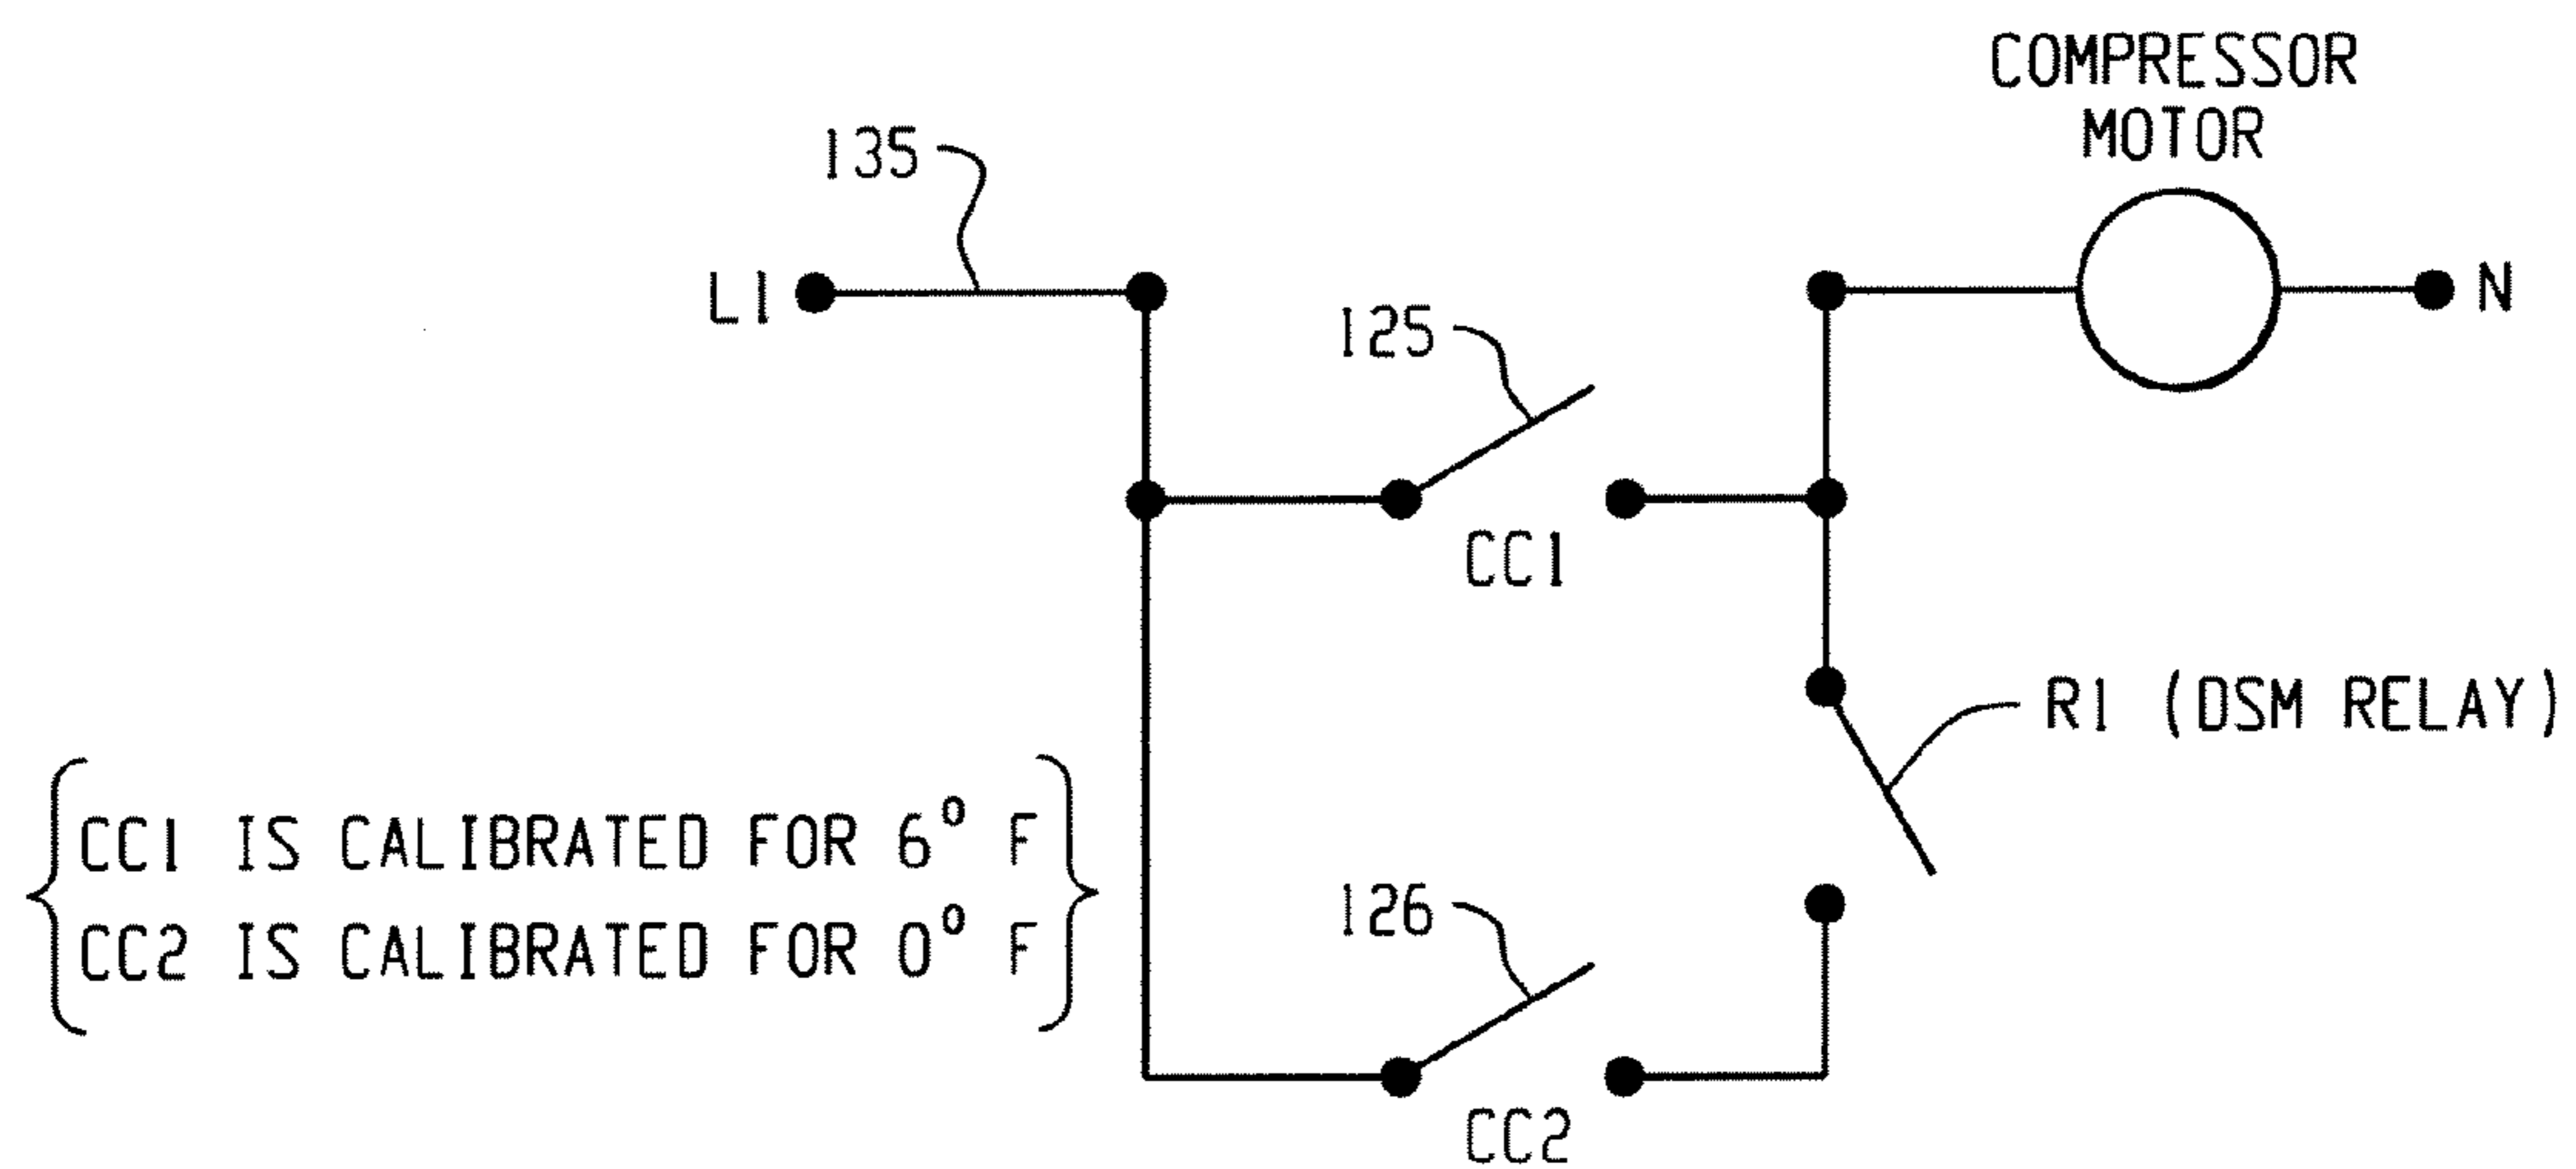 COMPRESSOR
MOTOR
135
L1
N
125
CC1
R1 (DSM RELAY)
CC1 IS CALIBRATED FOR 6° F
CC2 IS CALIBRATED FOR 0° F
126
CC2